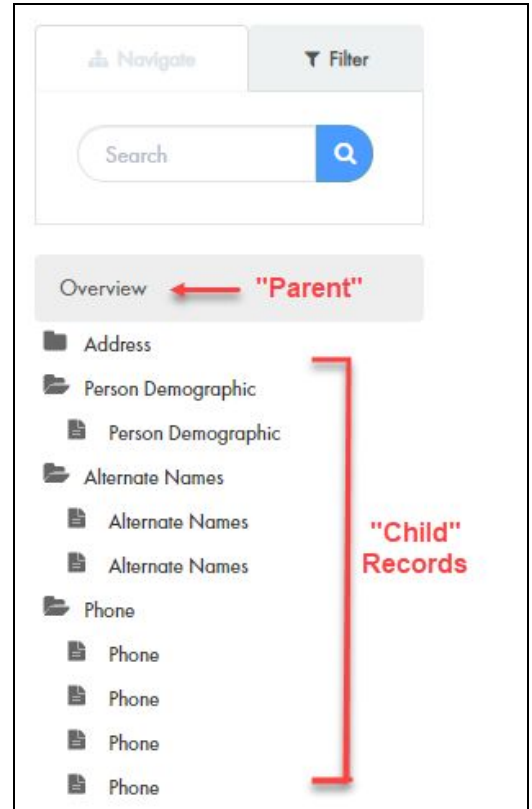 Navigate
Filter
Search
Overview
"Parent"
Address
Person Demographic
Person Demographic
Alternate Names
Alternate Names
Alternate Names
"Child"
Records
Phone
Phone
Phone
Phone
Phone